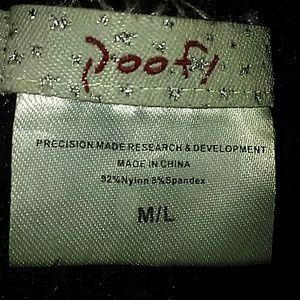 poof!
PRECISION MADE RESEARCH & DEVELOPMENT
MADE IN CHINA
92%Nylon 8%Spandex
M/L